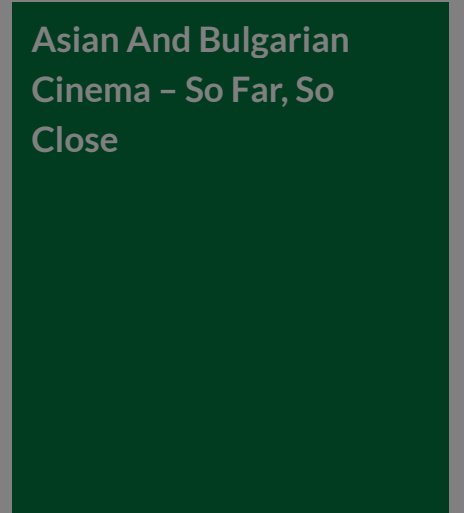 Asian And Bulgarian
Cinema – So Far, So
Close